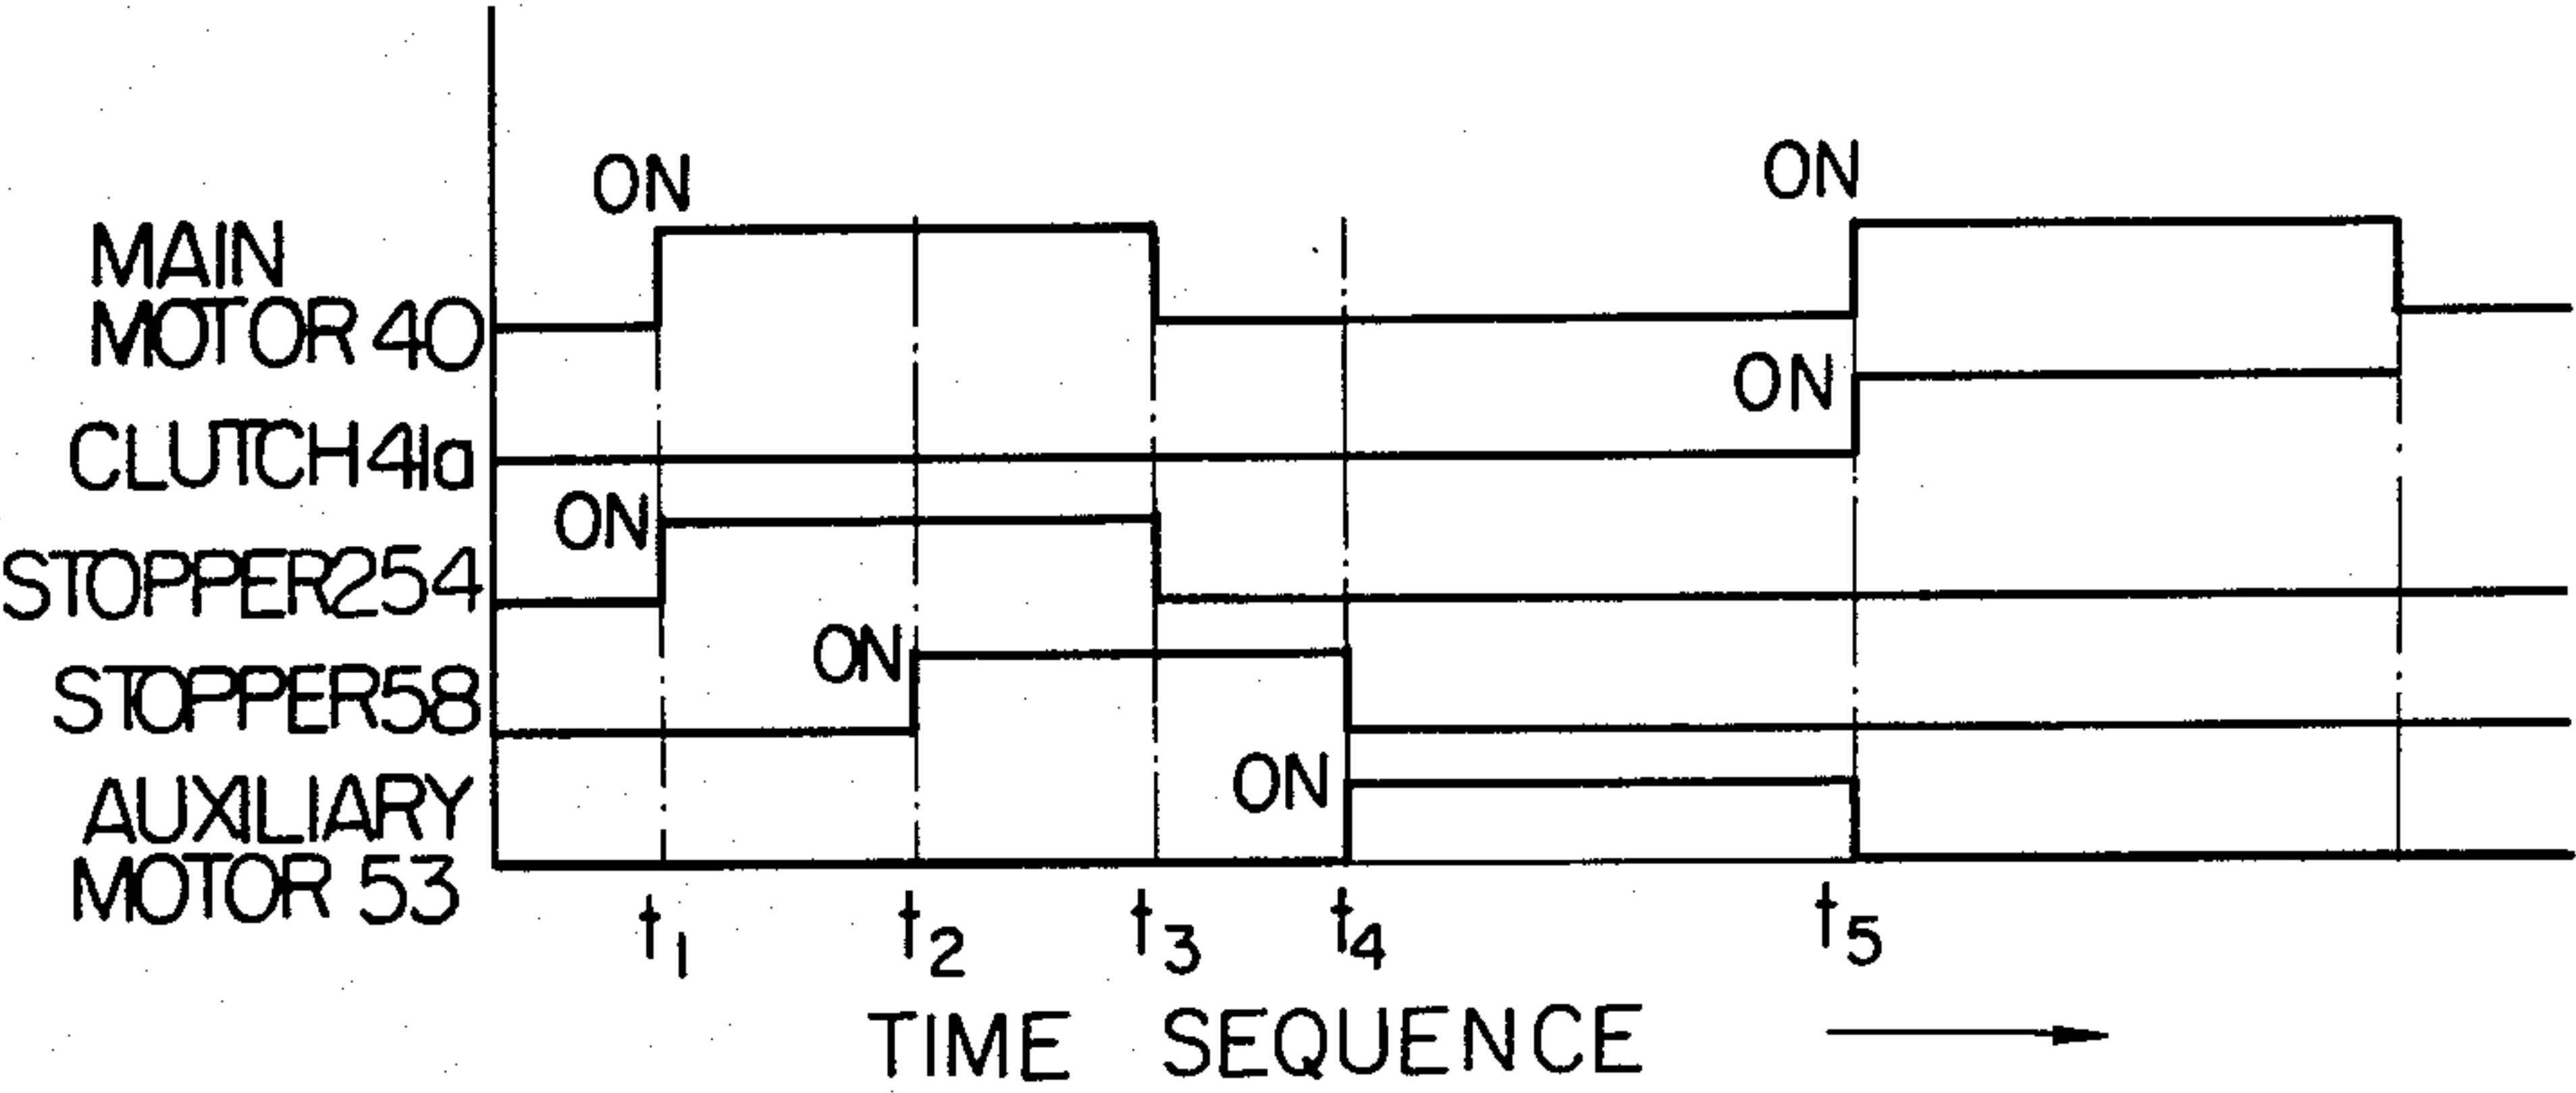 ON
ON
MAIN
MOTOR 40
ON
CLUTCH 41a
ON
STOPPER 254
ON
STOPPER 58
ON
AUXILIARY
MOTOR 53
t1 t2 t3 t4 t5
TIME SEQUENCE